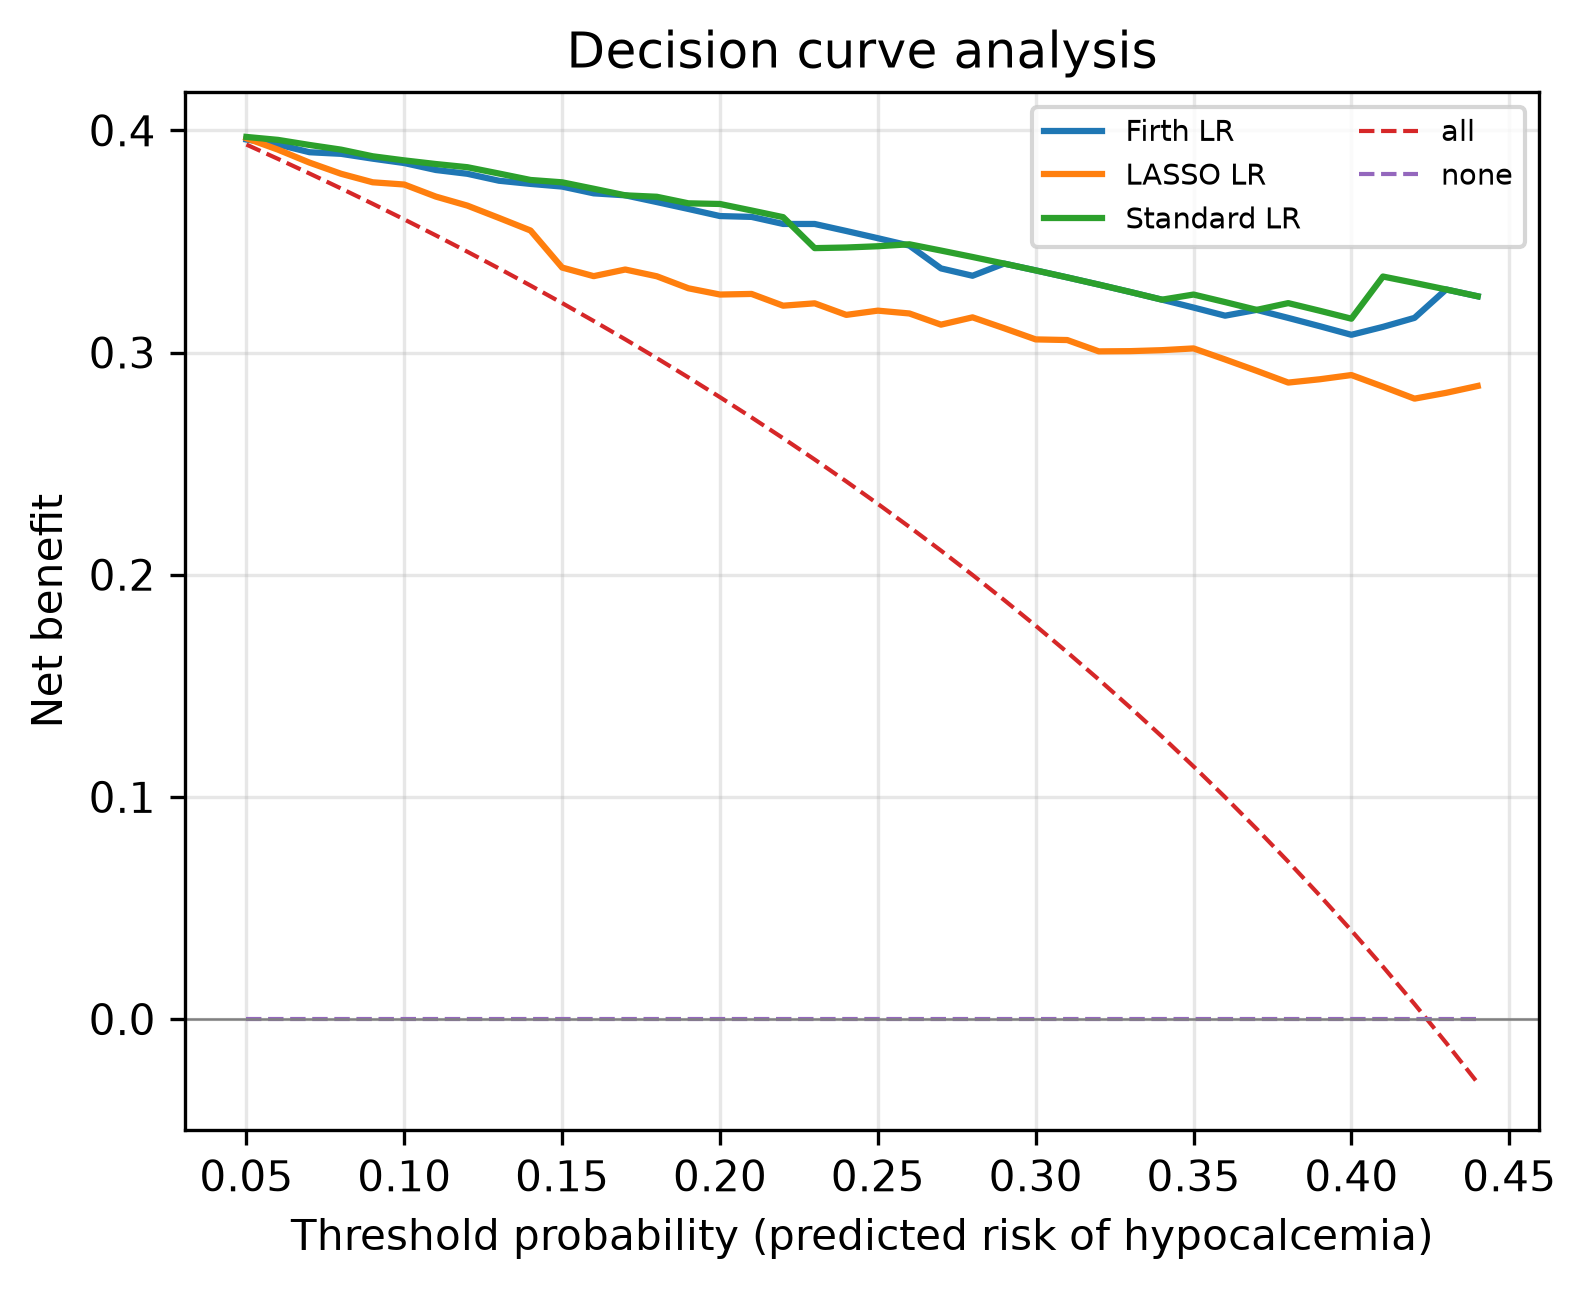 Decision curve analysis
Firth LR
LASSO LR
Standard LR
all
none
Net benefit
0.4
0.3
0.2
0.1
0.0
0.05 0.10 0.15 0.20 0.25 0.30 0.35 0.40 0.45
Threshold probability (predicted risk of hypocalcemia)